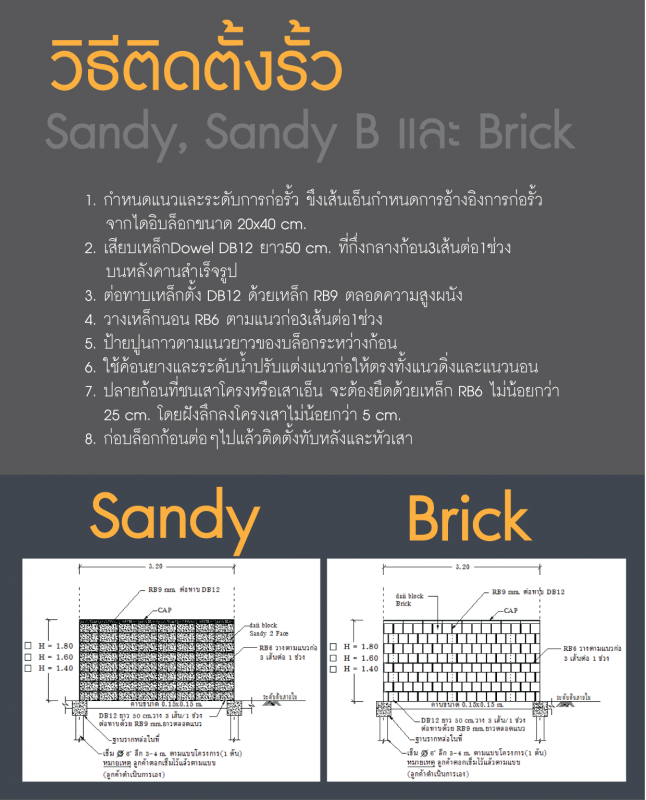 วิธีติดตั้งรั้ว
Sandy, Sandy B และ Brick
1. กำหนดแนวและระดับการก่อรั้ว ขึงเส้นเอ็นกำหนดการอ้างอิงการก่อรั้ว
จากไดอิบล็อกขนาด 20x40 cm.
2. เสียบเหล็กDowel DB12 ยาว50 cm. ที่กึ่งกลางก้อน3เส้นต่อ1ช่วง
บนหลังคานสำเร็จรูป
3. ต่อทาบเหล็กตั้ง DB12 ด้วยเหล็ก RB9 ตลอดความสูงผนัง
4. วางเหล็กนอน RB6 ตามแนวก่อ3เส้นต่อ1ช่วง
5. ป้ายปูนกาวตามแนวยาวของบล็อกระหว่างก้อน
6. ใช้ค้อนยางและระดับน้ำปรับแต่งแนวก่อให้ตรงทั้งแนวดิ่งและแนวนอน
7. ปลายก้อนที่ชนเสาโครงหรือเสาเอ็น จะต้องยึดด้วยเหล็ก RB6 ไม่น้อยกว่า
25 cm. โดยฝังลึกลงโครงเสาไม่น้อยกว่า 5 cm.
8. ก่อบล็อกก้อนต่อๆไปแล้วติดตั้งทับหลังและหัวเสา
Sandy
3.20
RB9 mm. ต่อทาบ DB12
CAP
daii block
Sandy 2 Face
RB6 วางตามแนวก่อ
3 เส้นต่อ 1 ช่วง
H = 1.80
H = 1.60
H = 1.40
ระดับดินภายใน
คานขนาด 0.15x0.15 m.
DB12 ยาว 50 cm.วาง 3 เส้น/1 ช่วง
ต่อทาบด้วย RB9 mm.ยาวตลอดแนว
ฐานรากหล่อในที่
เข็ม Ø 6" ลึก 3-4 m. ตามแบบโครงการ(1 ต้น)
หมายเหตุ ลูกค้าตอกเข็มไว้แล้วตามแบบ
(ลูกค้าดำเนินการเอง)
Brick
3.20
RB9 mm. ต่อทาบ DB12
daii block
Brick
CAP
RB6 วางตามแนวก่อ
3 เส้นต่อ 1 ช่วง
H = 1.80
H = 1.60
H = 1.40
ระดับดินภายใน
คานขนาด 0.15x0.15 m.
DB12 ยาว 50 cm.วาง 3 เส้น/1 ช่วง
ต่อทาบด้วย RB9 mm.ยาวตลอดแนว
ฐานรากหล่อในที่
เข็ม Ø 6" ลึก 3-4 m. ตามแบบโครงการ(1 ต้น)
หมายเหตุ ลูกค้าตอกเข็มไว้แล้วตามแบบ
(ลูกค้าดำเนินการเอง)